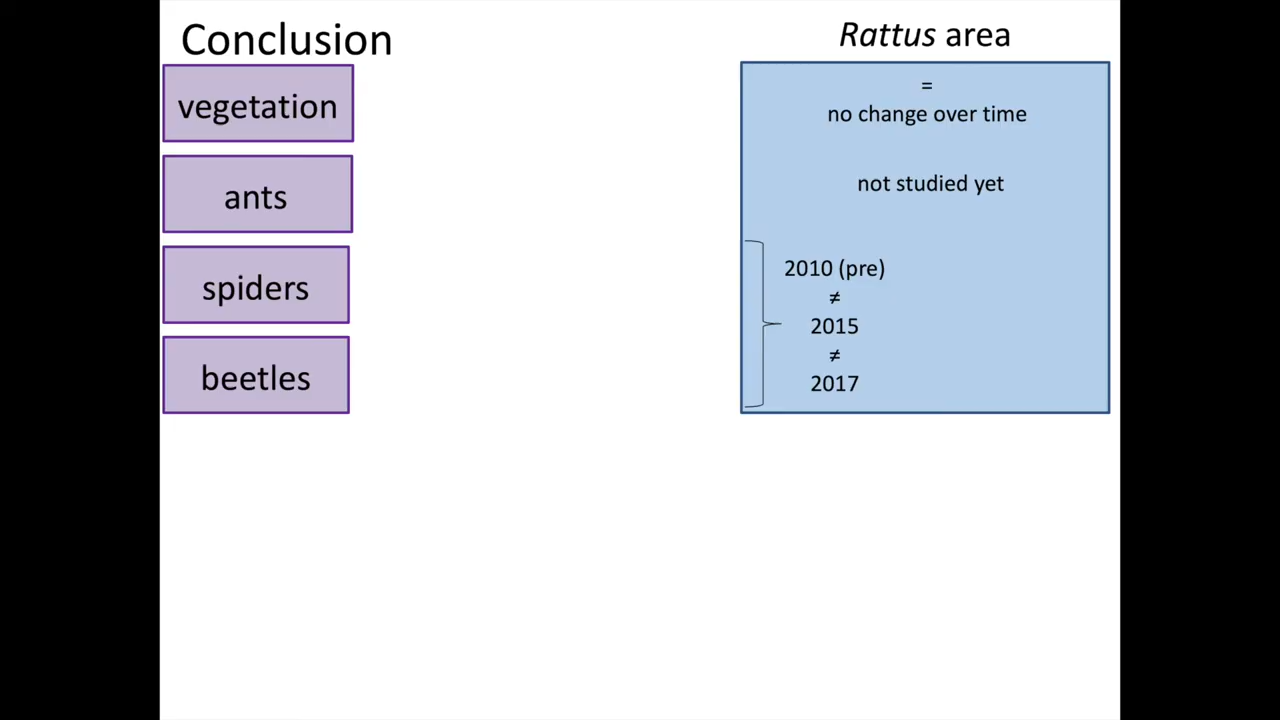 Conclusion
Rattus area
vegetation
ants
spiders
beetles
=
no change over time
not studied yet
2010 (pre)
≠
2015
≠
2017